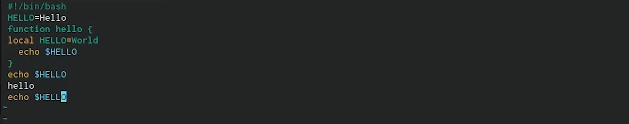 #!/bin/bash
HELLO=Hello
function hello {
local HELLO=World
  echo $HELLO
}
echo $HELLO
hello
echo $HELLO
~
~